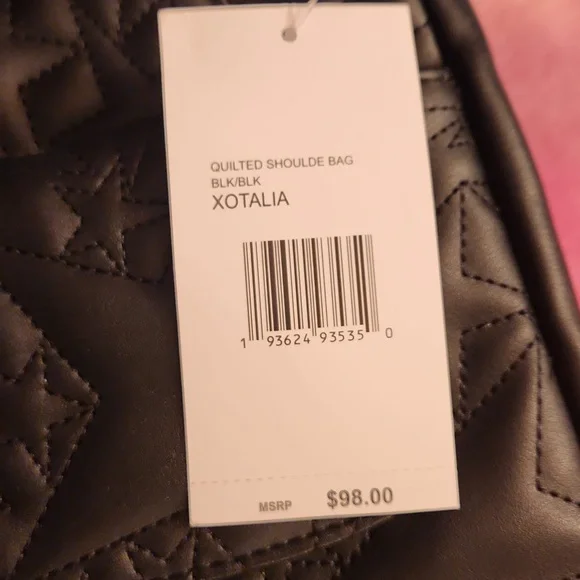 QUILTED SHOULDE BAG
BLK/BLK
XOTALIA
1 93624 93535 0
MSRP $98.00